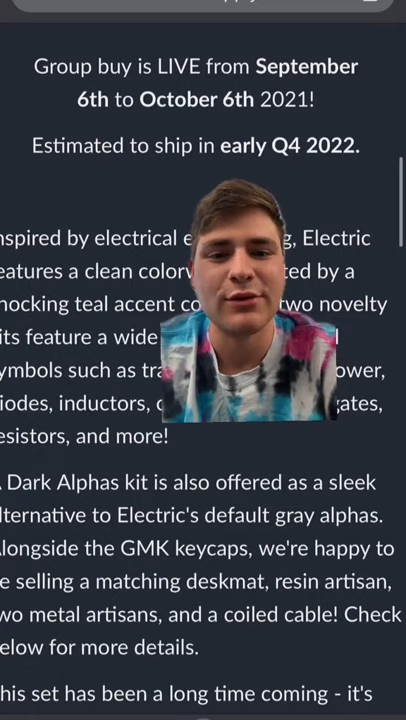 Group buy is LIVE from September
6th to October 6th 2021!
Estimated to ship in early Q4 2022.
nspired by electrical e g, Electric
eatures a clean colorw ted by a
hocking teal accent co two novelty
its feature a wide
ymbols such as tra ower,
iodes, inductors, gates,
esistors, and more!
Dark Alphas kit is also offered as a sleek
lternative to Electric's default gray alphas.
longside the GMK keycaps, we're happy to
e selling a matching deskmat, resin artisan,
wo metal artisans, and a coiled cable! Check
elow for more details.
his set has been a long time coming - it's